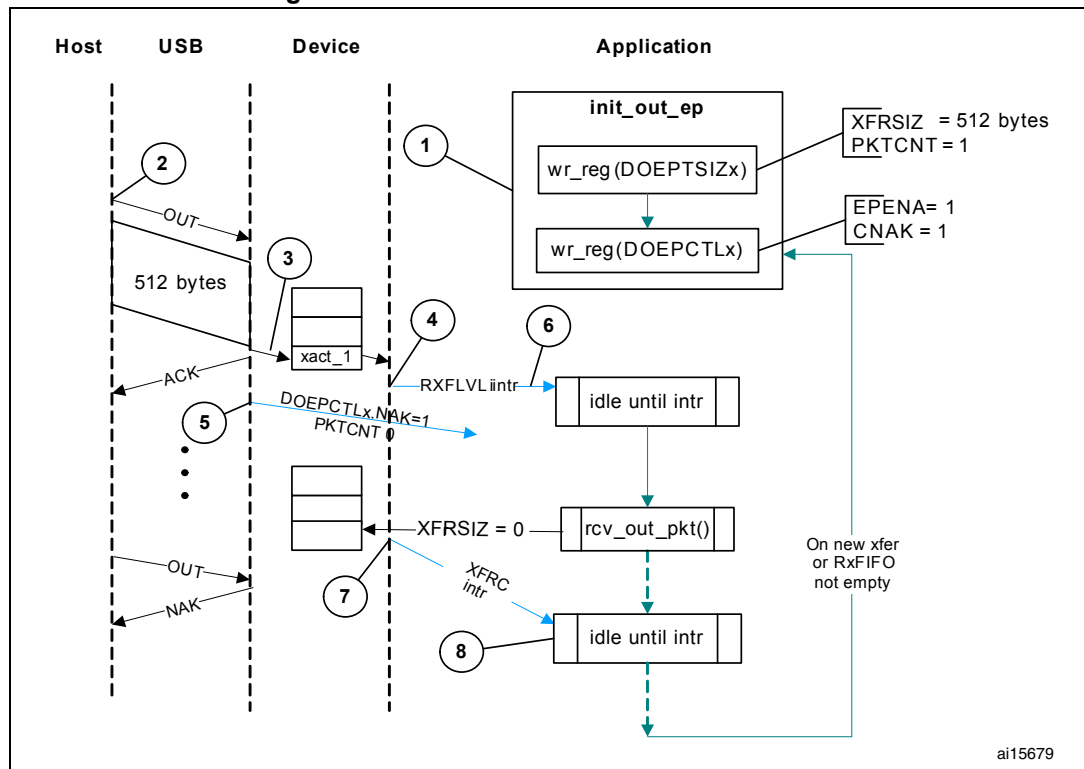 g
Host USB Device Application
init_out_ep
XFRSIZ = 512 bytes
PKTCNT = 1
1
wr_reg(DOEPTSIZx)
2
OUT
EPENA= 1
CNAK = 1
wr_reg(DOEPCTLx)
3
512 bytes
4
6
xact_1
ACK
RXFLVL iintr
idle until intr
DOEPCTLx.NAK=1
PKTCNT 0
5
XFRSIZ = 0
rcv_out_pkt()
On new xfer
or RxFIFO
not empty
OUT
7
XFRC
intr
NAK
8
idle until intr
ai15679